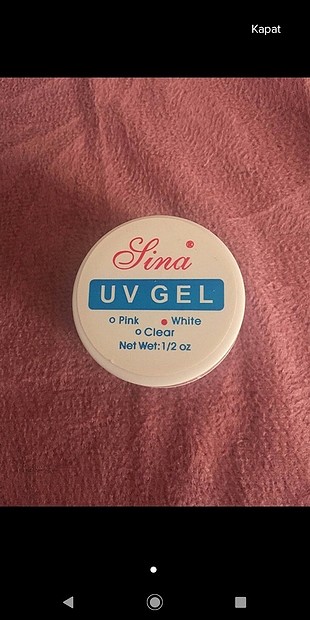 Kapat
Sina®
UV GEL
Pink White
Clear
Net Wet:1/2 oz